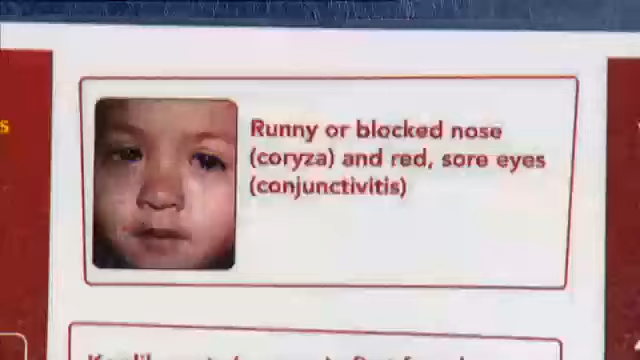 Runny or blocked nose
(coryza) and red, sore eyes
(conjunctivitis)
s